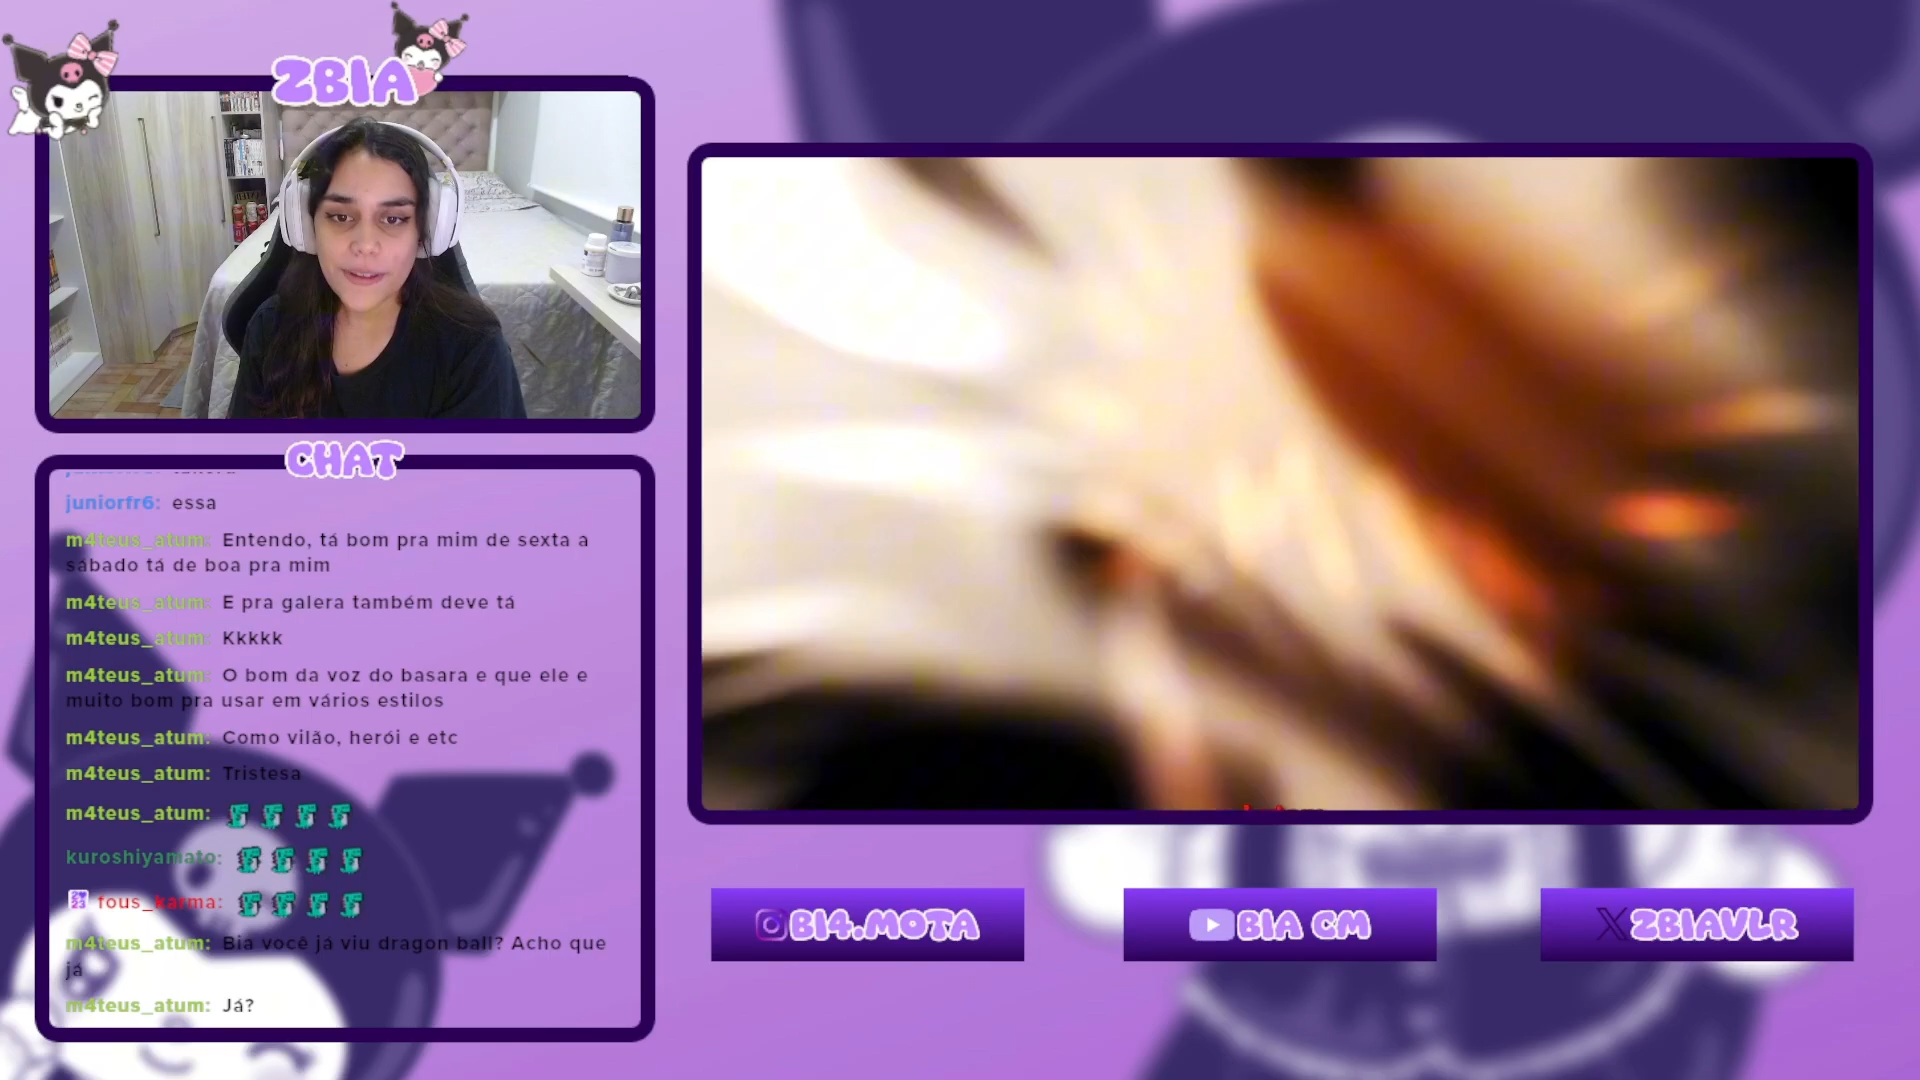 ZBIA
CHAT
juniorfr6: essa
m4teus_atum: Entendo, tá bom pra mim de sexta a
sábado tá de boa pra mim
m4teus_atum: E pra galera também deve tá
m4teus_atum: Kkkkk
m4teus_atum: O bom da voz do basara e que ele e
muito bom pra usar em vários estilos
m4teus_atum: Como vilão, herói e etc
m4teus_atum: Tristesa
m4teus_atum:
kuroshiyamato:
fous_karma:
m4teus_atum: Bia você já viu dragon ball? Acho que
já
m4teus_atum: Já?
BI4.MOTA
BIA CM
ZBIAVLR